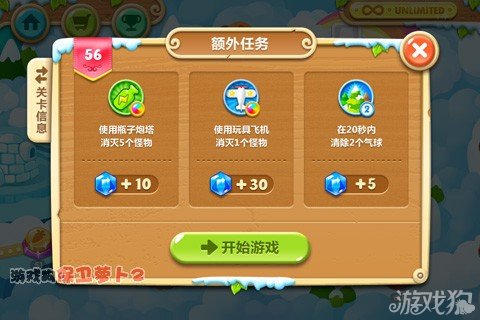 UNLIMITED
额外任务
56
关卡信息
使用瓶子炮塔
消灭5个怪物
+10
使用玩具飞机
消灭1个怪物
+30
2
在20秒内
消除2个气球
+5
开始游戏
游戏狗保卫萝卜2
游戏狗